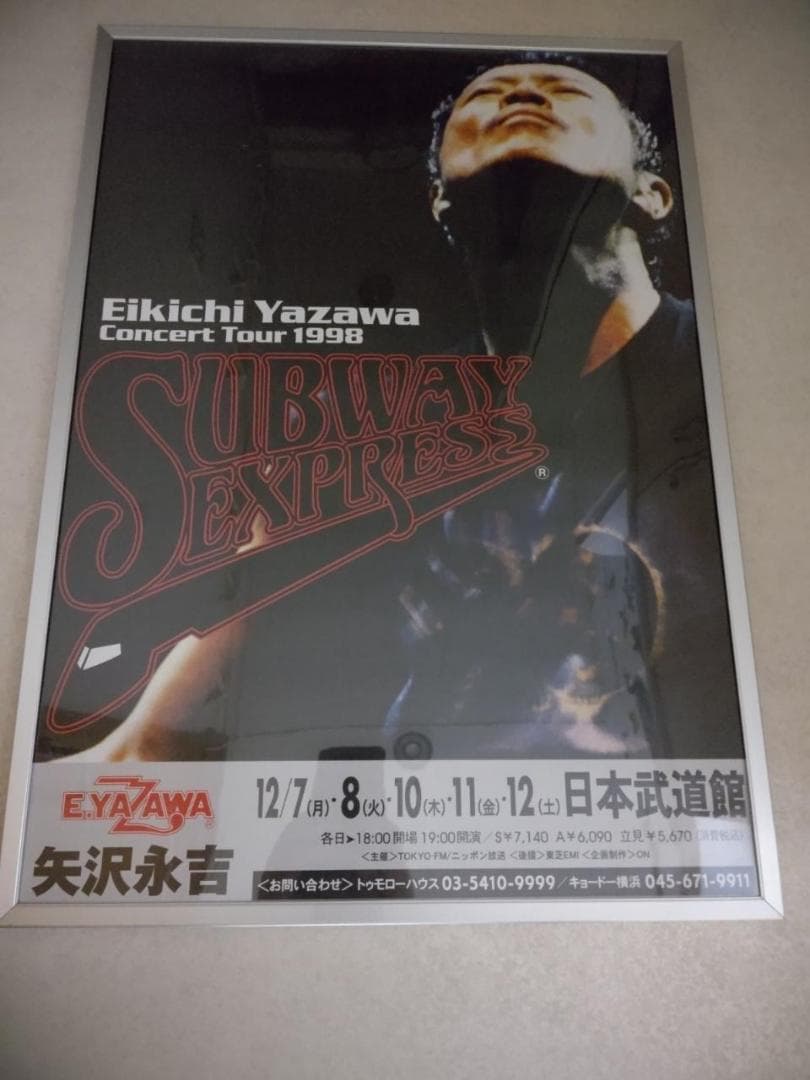 Eikichi Yazawa
Concert Tour 1998
SUBWAY
EXPRESS
®
E.YAZAWA®
矢沢永吉
12/7(月)・8(火)・10(木)・11(金)・12(土) 日本武道館
各日➤18:00開場 19:00開演/S¥7,140 A¥6,090 立見¥5,670(消費税込)
<主催>TOKYO-FM/ニッポン放送 <後援>東芝EMI <企画制作>ON
<お問い合わせ>トゥモローハウス 03-5410-9999/キョードー横浜 045-671-9911